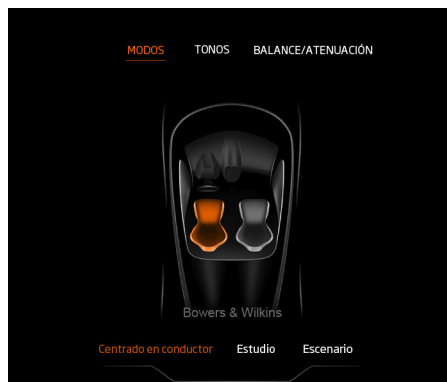 MODOS TONOS BALANCE/ATENUACIÓN
Bowers & Wilkins
Centrado en conductor Estudio Escenario